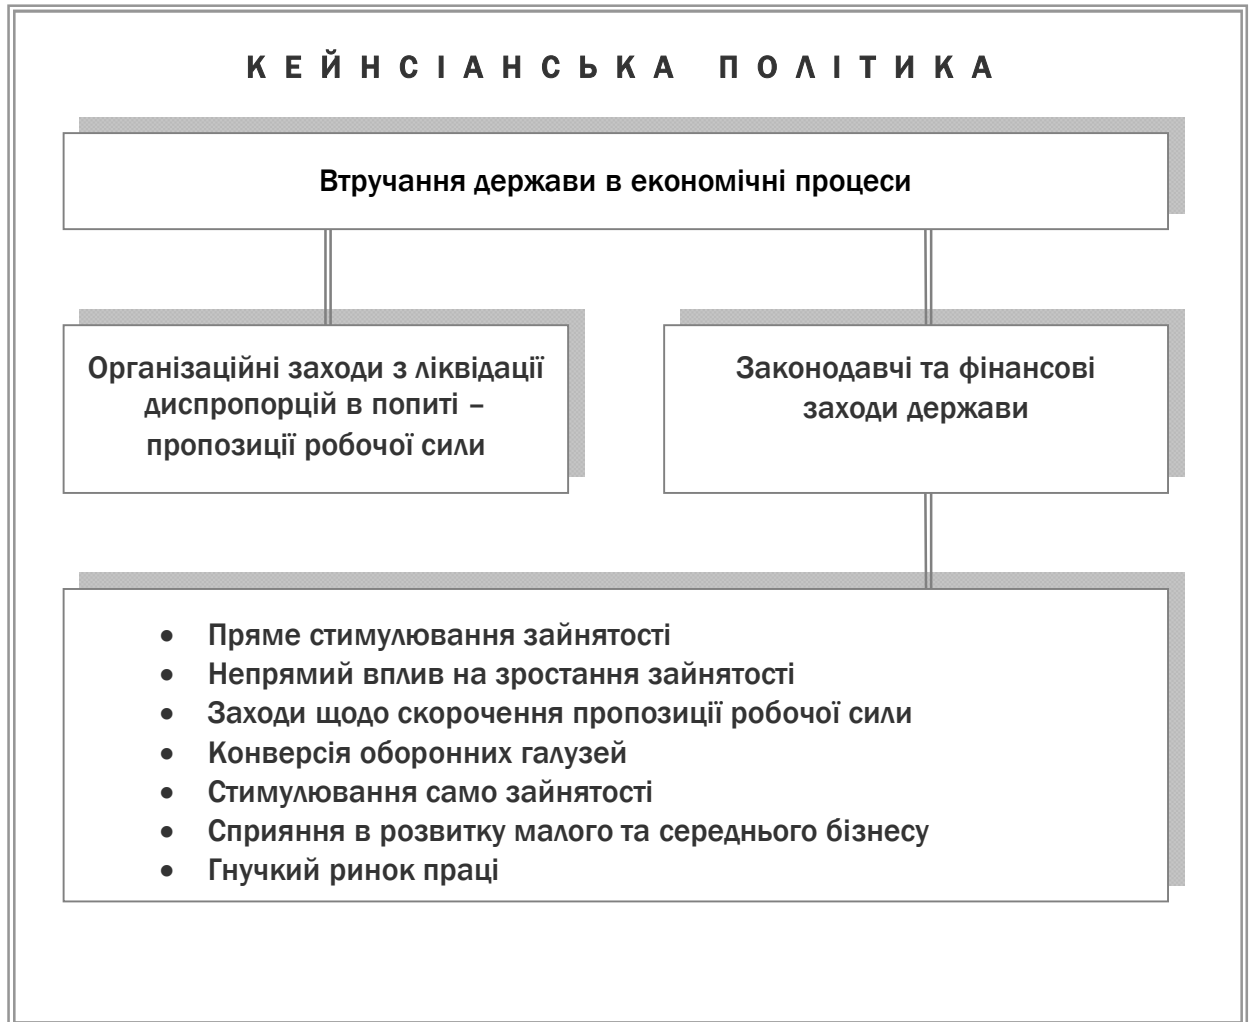 КЕЙНСІАНСЬКА ПОЛІТИКА
Втручання держави в економічні процеси
Організаційні заходи з ліквідації
диспропорцій в попиті –
пропозиції робочої сили
Законодавчі та фінансові
заходи держави
• Пряме стимулювання зайнятості
• Непрямий вплив на зростання зайнятості
• Заходи щодо скорочення пропозиції робочої сили
• Конверсія оборонних галузей
• Стимулювання само зайнятості
• Сприяння в розвитку малого та середнього бізнесу
• Гнучкий ринок праці